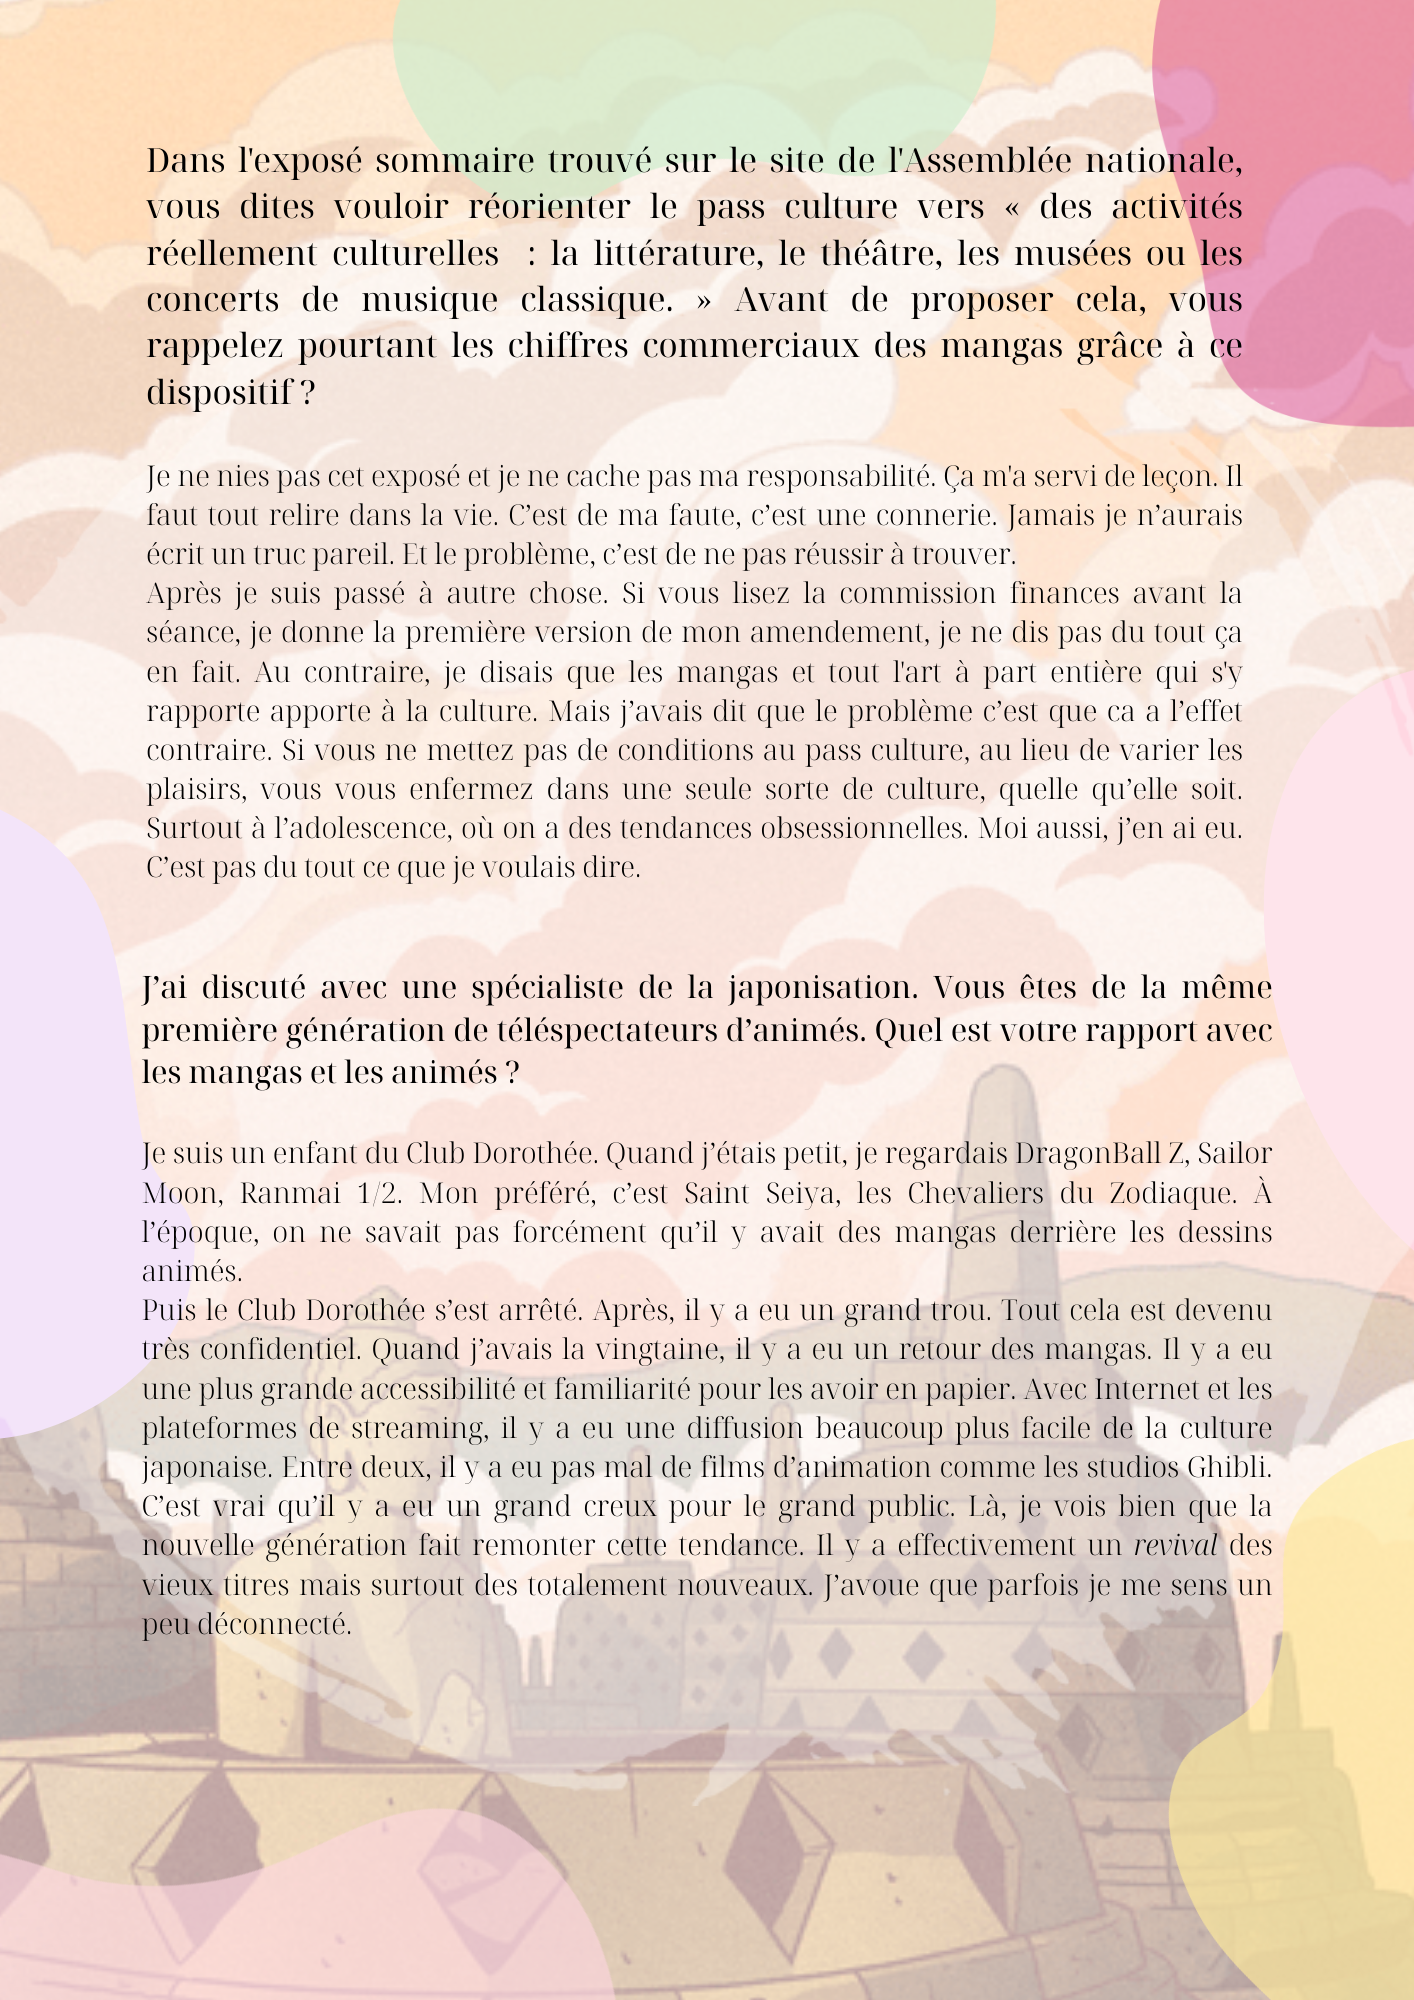 Dans l'exposé sommaire trouvé sur le site de l'Assemblée nationale,
vous dites vouloir réorienter le pass culture vers « des activités
réellement culturelles  : la littérature, le théâtre, les musées ou les
concerts de musique classique. » Avant de proposer cela, vous
rappelez pourtant les chiffres commerciaux des mangas grâce à ce
dispositif ?
Je ne nies pas cet exposé et je ne cache pas ma responsabilité. Ça m'a servi de leçon. Il
faut tout relire dans la vie. C’est de ma faute, c’est une connerie. Jamais je n’aurais
écrit un truc pareil. Et le problème, c’est de ne pas réussir à trouver.
Après je suis passé à autre chose. Si vous lisez la commission finances avant la
séance, je donne la première version de mon amendement, je ne dis pas du tout ça
en fait. Au contraire, je disais que les mangas et tout l'art à part entière qui s'y
rapporte apporte à la culture. Mais j’avais dit que le problème c’est que ca a l’effet
contraire. Si vous ne mettez pas de conditions au pass culture, au lieu de varier les
plaisirs, vous vous enfermez dans une seule sorte de culture, quelle qu’elle soit.
Surtout à l’adolescence, où on a des tendances obsessionnelles. Moi aussi, j’en ai eu.
C’est pas du tout ce que je voulais dire.
J’ai discuté avec une spécialiste de la japonisation. Vous êtes de la même
première génération de téléspectateurs d’animés. Quel est votre rapport avec
les mangas et les animés ?
Je suis un enfant du Club Dorothée. Quand j’étais petit, je regardais DragonBall Z, Sailor
Moon, Ranmai 1/2. Mon préféré, c’est Saint Seiya, les Chevaliers du Zodiaque. À
l’époque, on ne savait pas forcément qu’il y avait des mangas derrière les dessins
animés.
Puis le Club Dorothée s’est arrêté. Après, il y a eu un grand trou. Tout cela est devenu
très confidentiel. Quand j’avais la vingtaine, il y a eu un retour des mangas. Il y a eu
une plus grande accessibilité et familiarité pour les avoir en papier. Avec Internet et les
plateformes de streaming, il y a eu une diffusion beaucoup plus facile de la culture
japonaise. Entre deux, il y a eu pas mal de films d’animation comme les studios Ghibli.
C’est vrai qu’il y a eu un grand creux pour le grand public. Là, je vois bien que la
nouvelle génération fait remonter cette tendance. Il y a effectivement un revival des
vieux titres mais surtout des totalement nouveaux. J’avoue que parfois je me sens un
peu déconnecté.